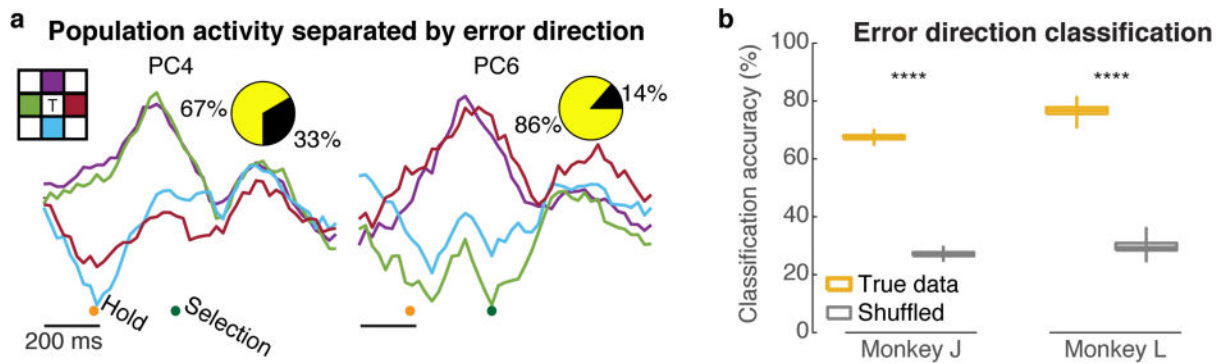 a
Population activity separated by error direction
PC4
PC6
T
67%
33%
86%
14%
Hold
Selection
200 ms
b
Error direction classification
Classification accuracy (%)
100
80
60
40
20
0
****
****
True data
Shuffled
Monkey J
Monkey L